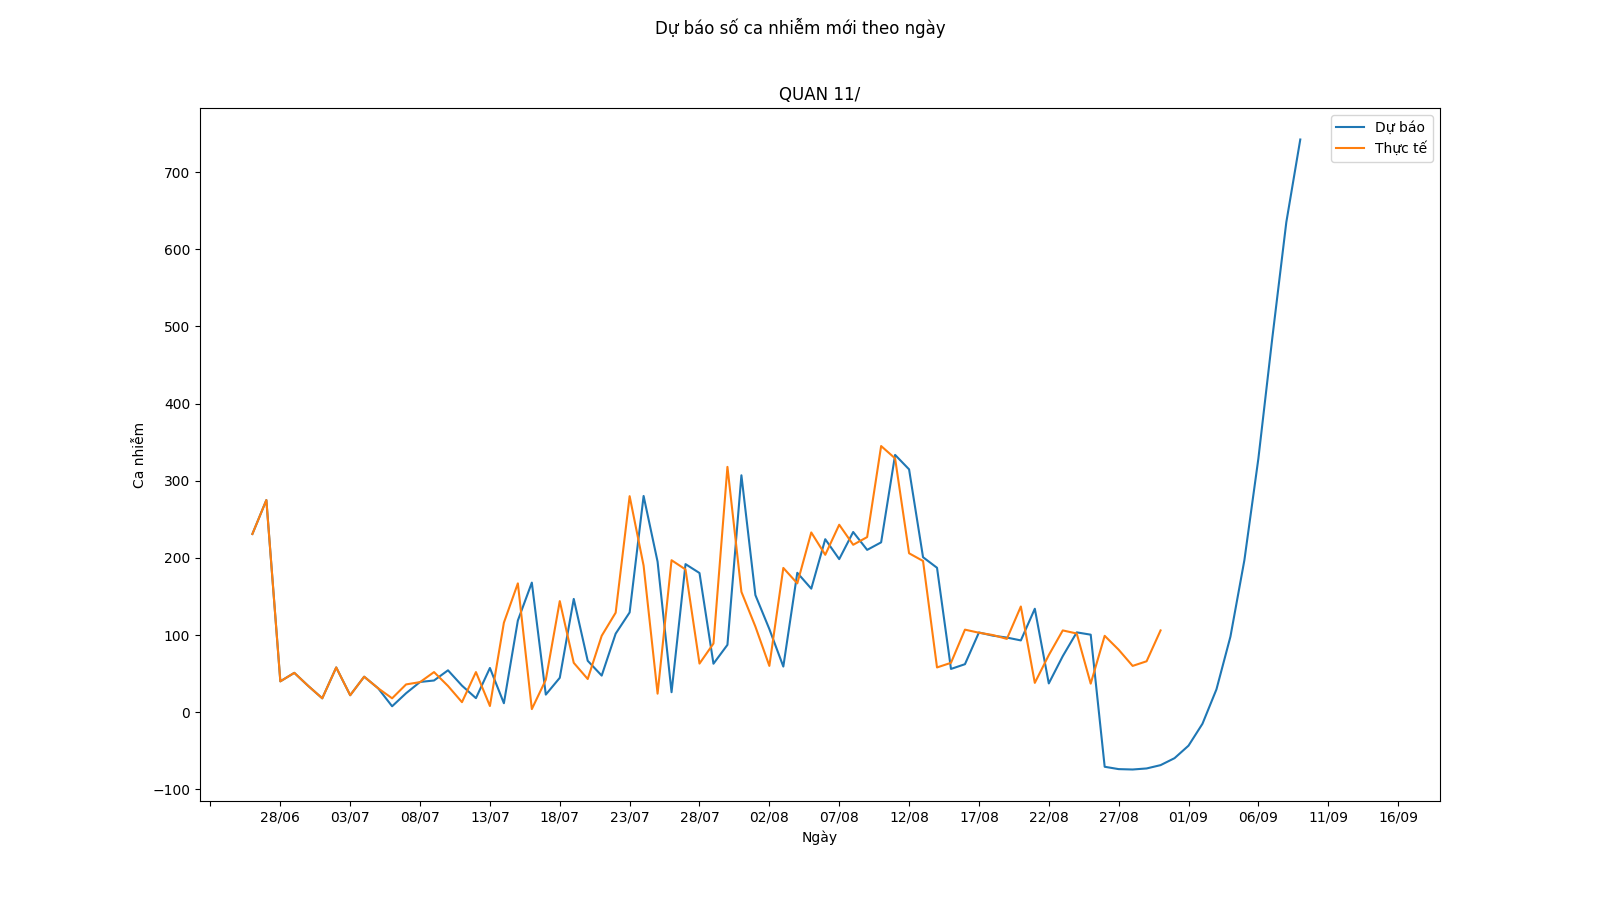 Dự báo số ca nhiễm mới theo ngày
QUAN 11/
Dự báo
Thực tế
700
600
500
400
300
200
100
0
−100
Ca nhiễm
28/06 03/07 08/07 13/07 18/07 23/07 28/07 02/08 07/08 12/08 17/08 22/08 27/08 01/09 06/09 11/09 16/09
Ngày